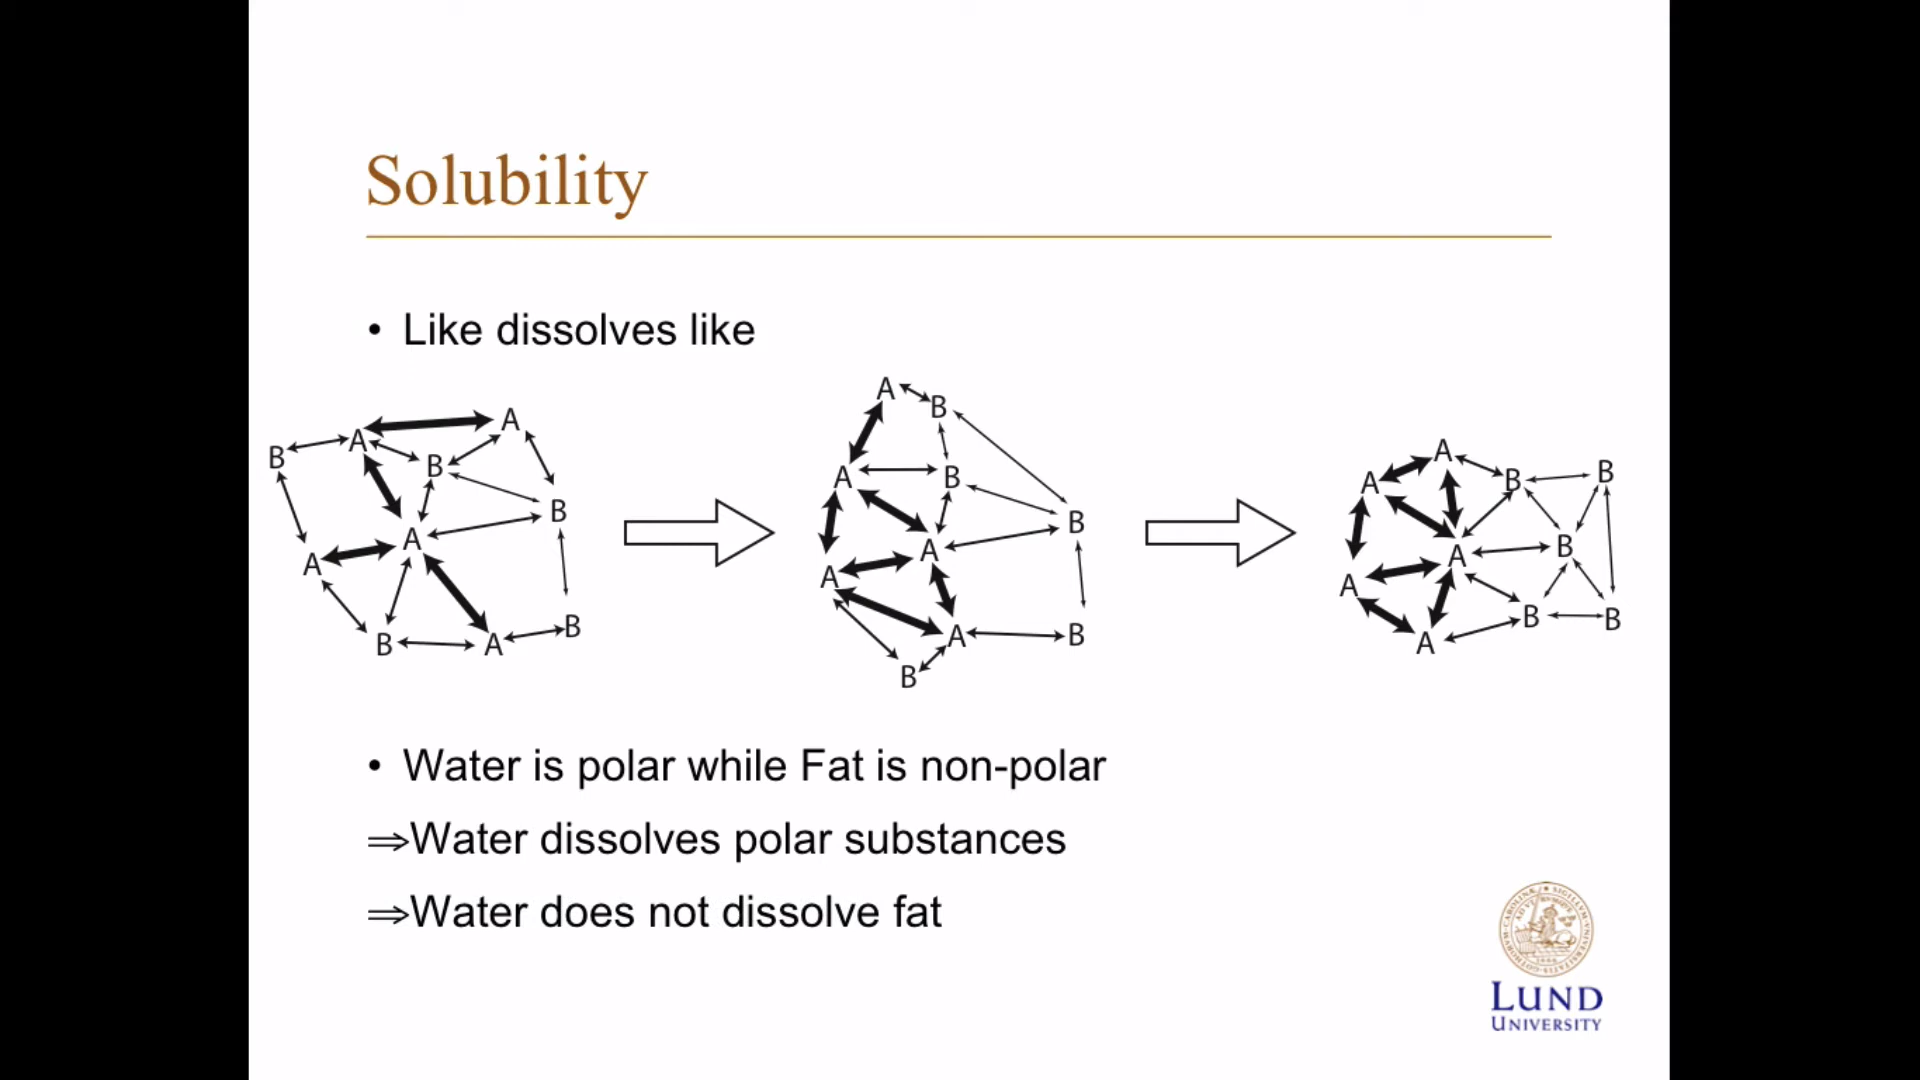 Solubility
• Like dissolves like
A A B A B B A A B A B
A B A B B A A B A B
A A B B A B A B B A
• Water is polar while Fat is non-polar
⇒Water dissolves polar substances
⇒Water does not dissolve fat
LUND
UNIVERSITY